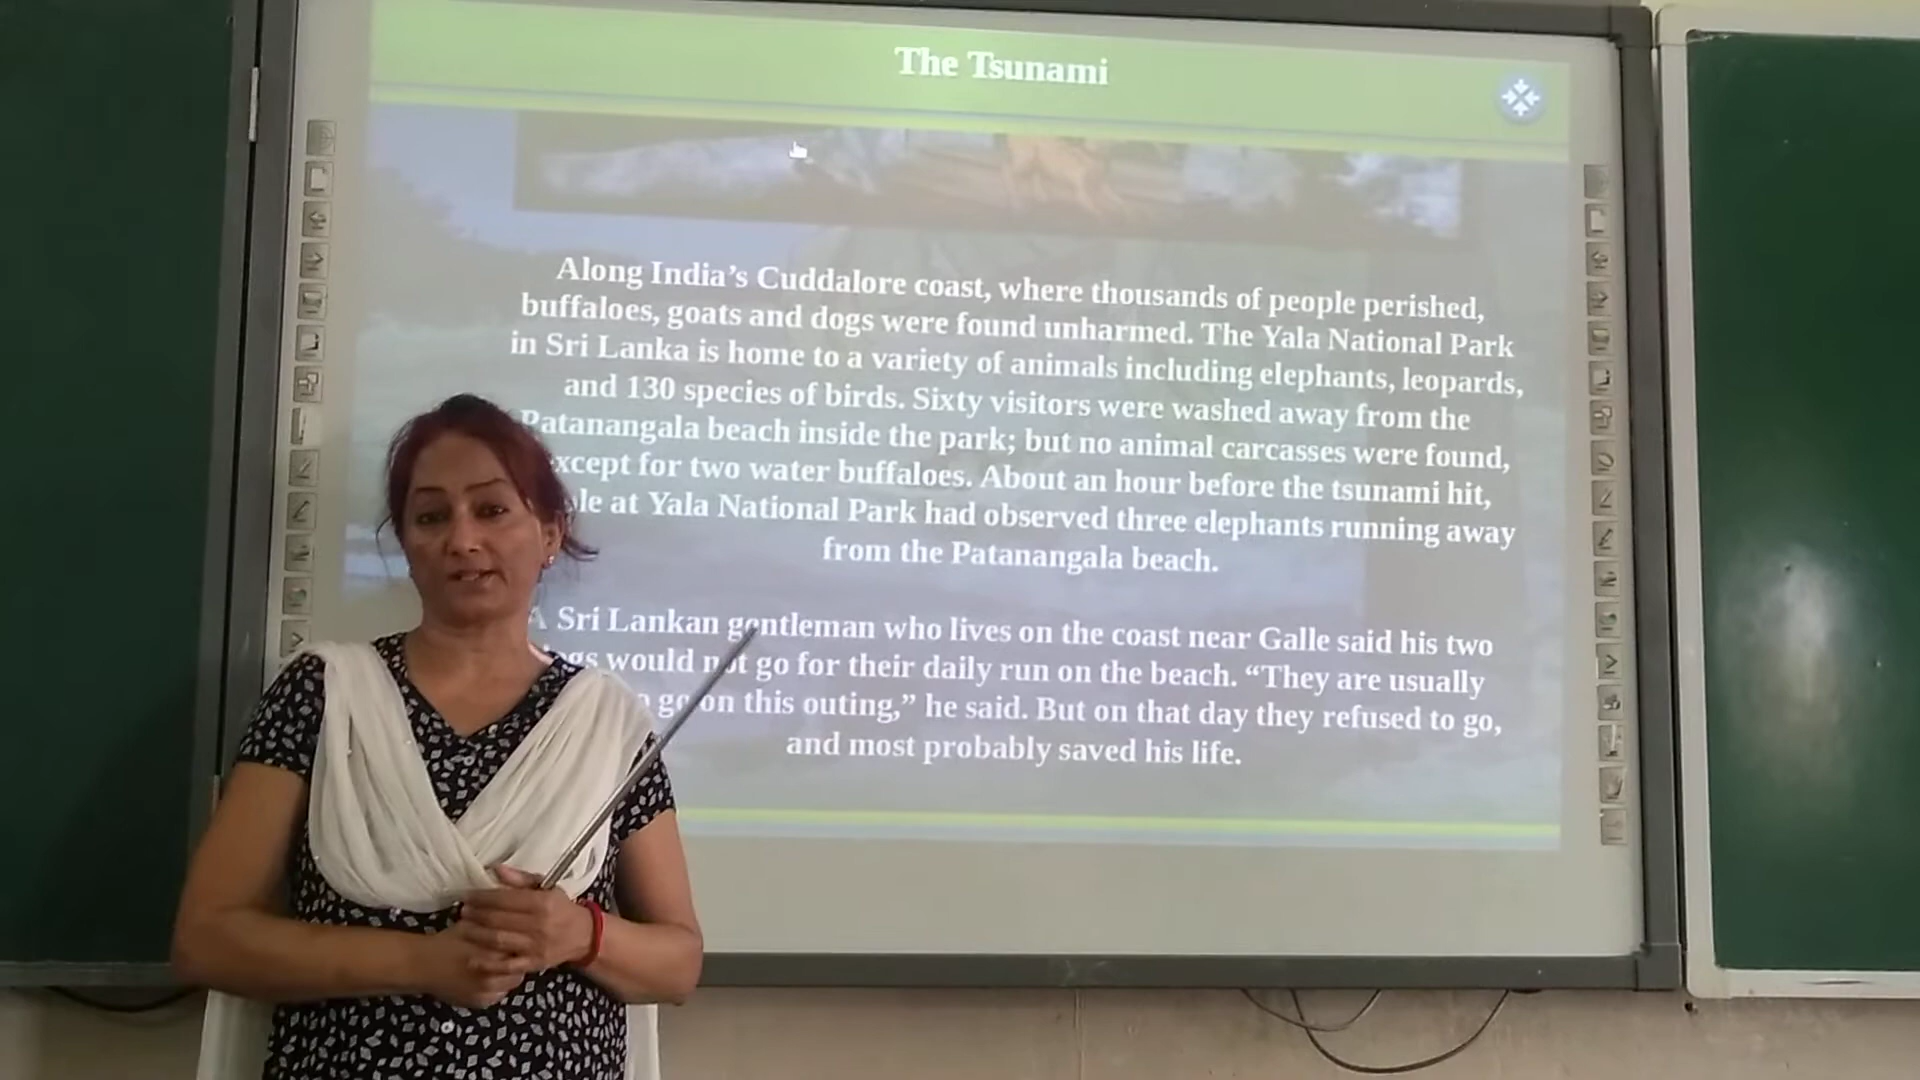 The Tsunami
Along India’s Cuddalore coast, where thousands of people perished,
buffaloes, goats and dogs were found unharmed. The Yala National Park
in Sri Lanka is home to a variety of animals including elephants, leopards,
and 130 species of birds. Sixty visitors were washed away from the
Patanangala beach inside the park; but no animal carcasses were found,
except for two water buffaloes. About an hour before the tsunami hit,
at Yala National Park had observed three elephants running away
from the Patanangala beach.
A Sri Lankan gentleman who lives on the coast near Galle said his two
would not go for their daily run on the beach. “They are usually
go on this outing,” he said. But on that day they refused to go,
and most probably saved his life.